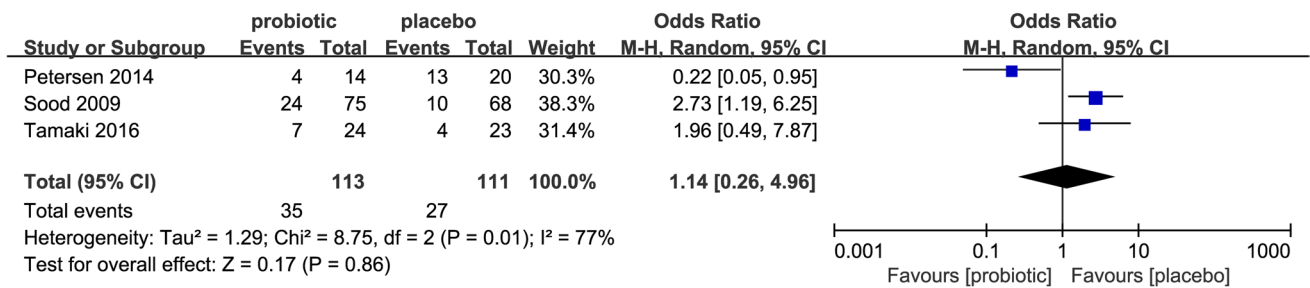 probiotic placebo Odds Ratio Odds Ratio
Study or Subgroup Events Total Events Total Weight M-H, Random, 95% CI M-H, Random, 95% CI
Petersen 2014 4 14 13 20 30.3% 0.22 [0.05, 0.95]
Sood 2009 24 75 10 68 38.3% 2.73 [1.19, 6.25]
Tamaki 2016 7 24 4 23 31.4% 1.96 [0.49, 7.87]
Total (95% CI) 113 111 100.0% 1.14 [0.26, 4.96]
Total events 35 27
Heterogeneity: Tau² = 1.29; Chi² = 8.75, df = 2 (P = 0.01); I² = 77%
Test for overall effect: Z = 0.17 (P = 0.86)
0.001 0.1 1 10 1000
Favours [probiotic] Favours [placebo]